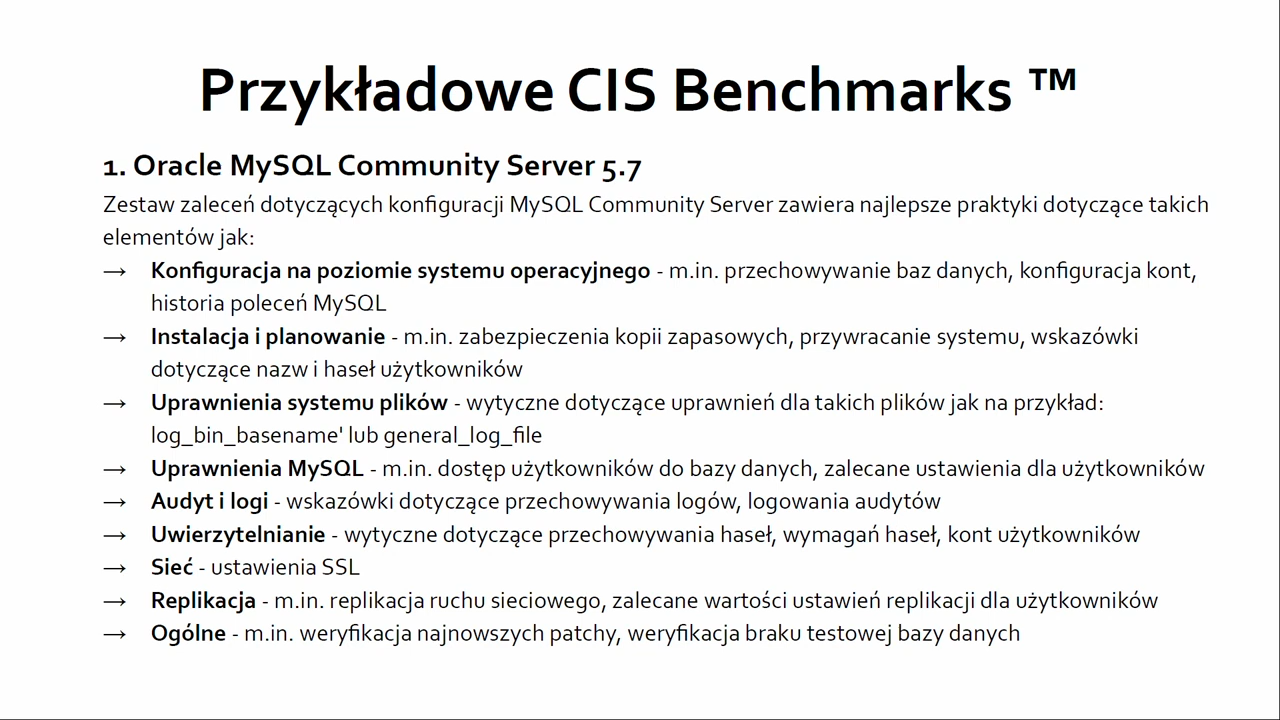 Przykładowe CIS Benchmarks ™
1. Oracle MySQL Community Server 5.7
Zestaw zaleceń dotyczących konfiguracji MySQL Community Server zawiera najlepsze praktyki dotyczące takich
elementów jak:
→ Konfiguracja na poziomie systemu operacyjnego - m.in. przechowywanie baz danych, konfiguracja kont,
historia poleceń MySQL
→ Instalacja i planowanie - m.in. zabezpieczenia kopii zapasowych, przywracanie systemu, wskazówki
dotyczące nazw i haseł użytkowników
→ Uprawnienia systemu plików - wytyczne dotyczące uprawnień dla takich plików jak na przykład:
log_bin_basename' lub general_log_file
→ Uprawnienia MySQL - m.in. dostęp użytkowników do bazy danych, zalecane ustawienia dla użytkowników
→ Audyt i logi - wskazówki dotyczące przechowywania logów, logowania audytów
→ Uwierzytelnianie - wytyczne dotyczące przechowywania haseł, wymagań haseł, kont użytkowników
→ Sieć - ustawienia SSL
→ Replikacja - m.in. replikacja ruchu sieciowego, zalecane wartości ustawień replikacji dla użytkowników
→ Ogólne - m.in. weryfikacja najnowszych patchy, weryfikacja braku testowej bazy danych